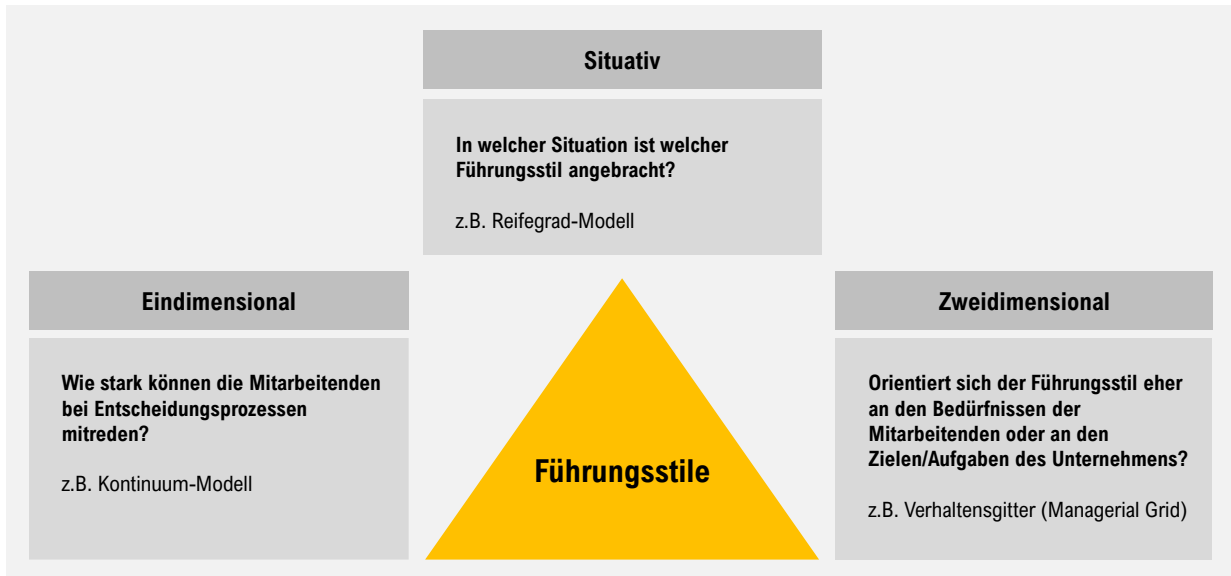 Situativ
In welcher Situation ist welcher
Führungsstil angebracht?
z.B. Reifegrad-Modell
Eindimensional
Wie stark können die Mitarbeitenden
bei Entscheidungsprozessen
mitreden?
z.B. Kontinuum-Modell
Führungsstile
Zweidimensional
Orientiert sich der Führungsstil eher
an den Bedürfnissen der
Mitarbeitenden oder an den
Zielen/Aufgaben des Unternehmens?
z.B. Verhaltensgitter (Managerial Grid)